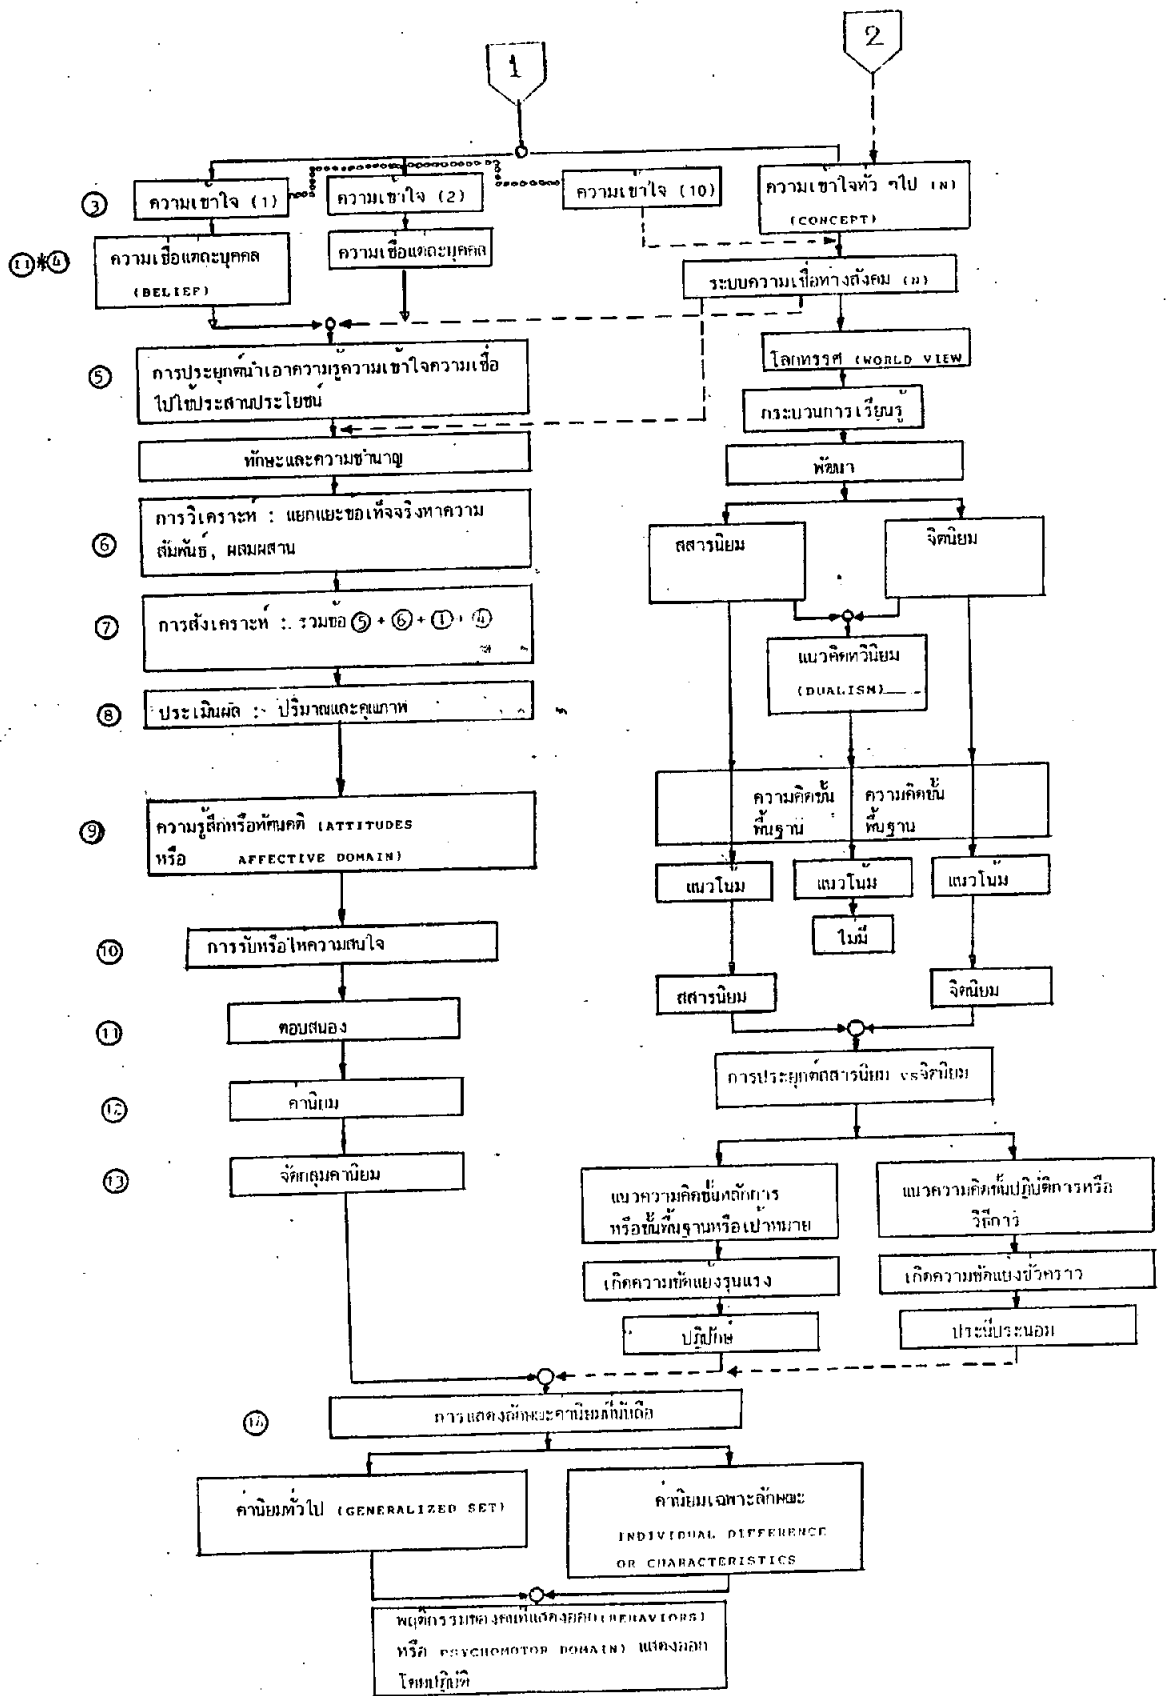 1
2
③
ความเข้าใจ (1)
ความเข้าใจ (2)
ความเข้าใจ (10)
ความเข้าใจทั่ว ๆไป (N)
(CONCEPT)
⑪*④
ความเชื่อแต่ละบุคคล
(BELIEF)
ความเชื่อแต่ละบุคคล
ระบบความเชื่อทางสังคม (N)
โลกทรรศ (WORLD VIEW
⑤
การประยุกต์นำเอาความรู้ความเข้าใจความเชื่อ
ไปใช้ประสานประโยชน์
กระบวนการเรียนรู้
ทักษะและความชำนาญ
พัฒนา
⑥
การวิเคราะห์ : แยกแยะข้อเท็จจริงหาความ
สัมพันธ์, ผสมผสาน
สสารนิยม
จิตนิยม
⑦
การสังเคราะห์ : รวมข้อ ⑤ + ⑥ + ① + ④
แนวคิดทวินิยม
(DUALISM)
⑧
ประเมินผล : ปริมาณและคุณภาพ
ความคิดขั้น
พื้นฐาน
ความคิดขั้น
พื้นฐาน
⑨
ความรู้สึกหรือทัศนคติ (ATTITUDES
หรือ AFFECTIVE DOMAIN)
แนวโน้ม
แนวโน้ม
แนวโน้ม
ไม่มี
⑩
การรับหรือให้ความสนใจ
สสารนิยม
จิตนิยม
⑪
ตอบสนอง
การประยุกต์สสารนิยม vsจิตนิยม
⑫
ค่านิยม
⑬
จัดกลุ่มค่านิยม
แนวความคิดขั้นหลักการ
หรือขั้นพื้นฐานหรือเป้าหมาย
แนวความคิดขั้นปฏิบัติการหรือ
วิธีการ
เกิดความขัดแย้งรุนแรง
เกิดความขัดแย้งชั่วคราว
ปฏิปักษ์
ประนีประนอม
⑭
การแสดงลักษณะค่านิยมที่นับถือ
ค่านิยมทั่วไป (GENERALIZED SET)
ค่านิยมเฉพาะลักษณะ
INDIVIDUAL DIFFERENCE
OR CHARACTERISTICS
พฤติกรรมของคนที่แสดงออก(BEHAVIORS)
หรือ PSYCHOMOTOR DOMAIN) แสดงออก
โดยปฏิบัติ